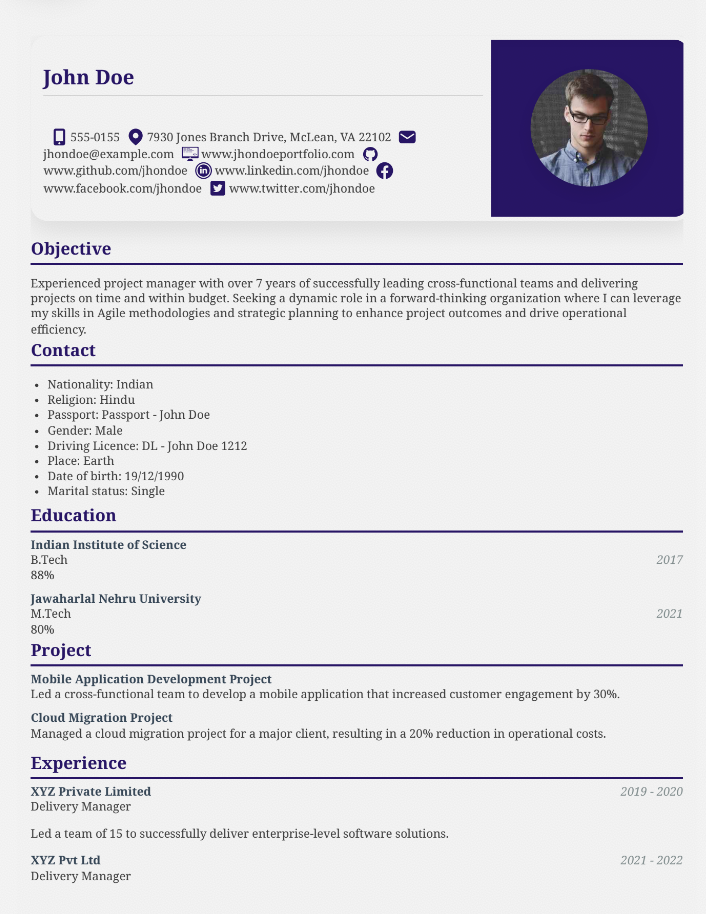 John Doe
555-0155 7930 Jones Branch Drive, McLean, VA 22102
jhondoe@example.com www.jhondoeportfolio.com
www.github.com/jhondoe www.linkedin.com/jhondoe
www.facebook.com/jhondoe www.twitter.com/jhondoe
Objective
Experienced project manager with over 7 years of successfully leading cross-functional teams and delivering
projects on time and within budget. Seeking a dynamic role in a forward-thinking organization where I can leverage
my skills in Agile methodologies and strategic planning to enhance project outcomes and drive operational
efficiency.
Contact
• Nationality: Indian
• Religion: Hindu
• Passport: Passport - John Doe
• Gender: Male
• Driving Licence: DL - John Doe 1212
• Place: Earth
• Date of birth: 19/12/1990
• Marital status: Single
Education
Indian Institute of Science
B.Tech 2017
88%
Jawaharlal Nehru University
M.Tech 2021
80%
Project
Mobile Application Development Project
Led a cross-functional team to develop a mobile application that increased customer engagement by 30%.
Cloud Migration Project
Managed a cloud migration project for a major client, resulting in a 20% reduction in operational costs.
Experience
XYZ Private Limited 2019 - 2020
Delivery Manager
Led a team of 15 to successfully deliver enterprise-level software solutions.
XYZ Pvt Ltd 2021 - 2022
Delivery Manager